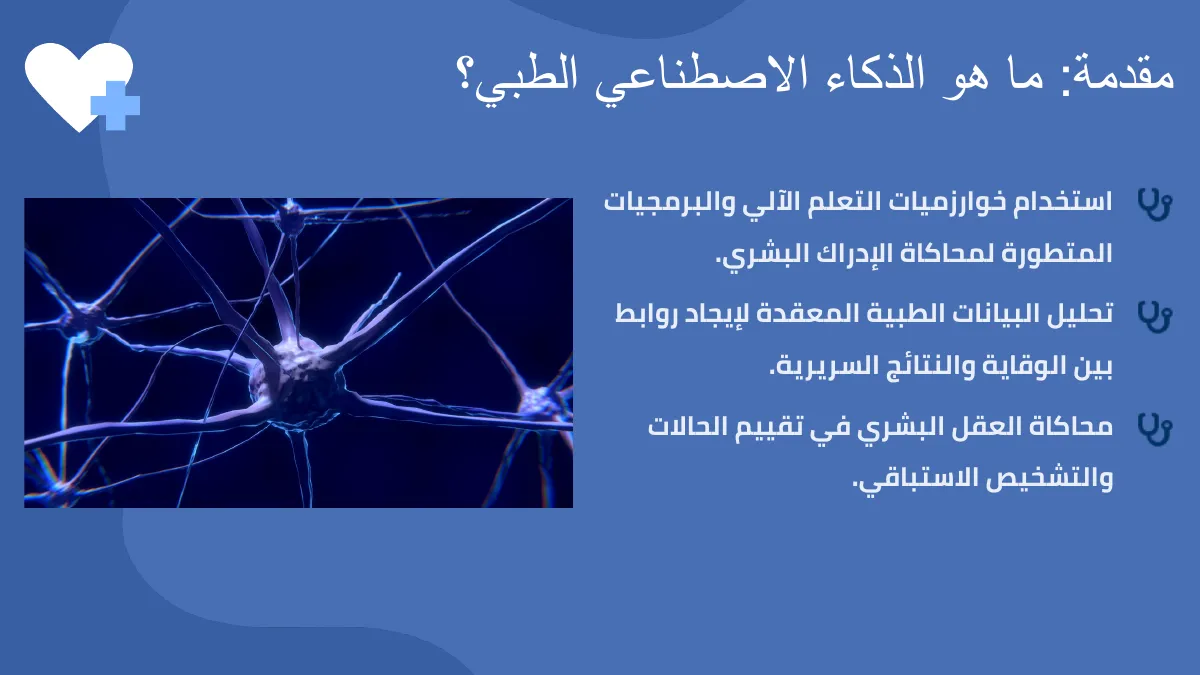 مقدمة: ما هو الذكاء الاصطناعي الطبي؟
استخدام خوارزميات التعلم الآلي والبرمجيات
المتطورة لمحاكاة الإدراك البشري.
تحليل البيانات الطبية المعقدة لإيجاد روابط
بين الوقاية والنتائج السريرية.
محاكاة العقل البشري في تقييم الحالات
والتشخيص الاستباقي.